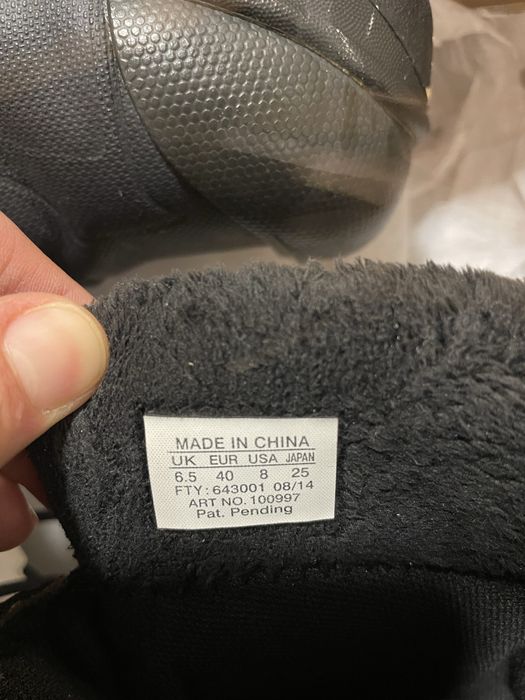 MADE IN CHINA
UK EUR USA JAPAN
6.5 40 8 25
FTY: 643001 08/14
ART NO. 100997
Pat. Pending